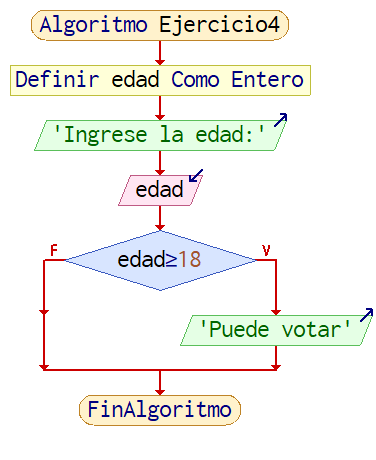 Algoritmo Ejercicio4
Definir edad Como Entero
'Ingrese la edad:'
edad
edad≥18
F
V
'Puede votar'
FinAlgoritmo